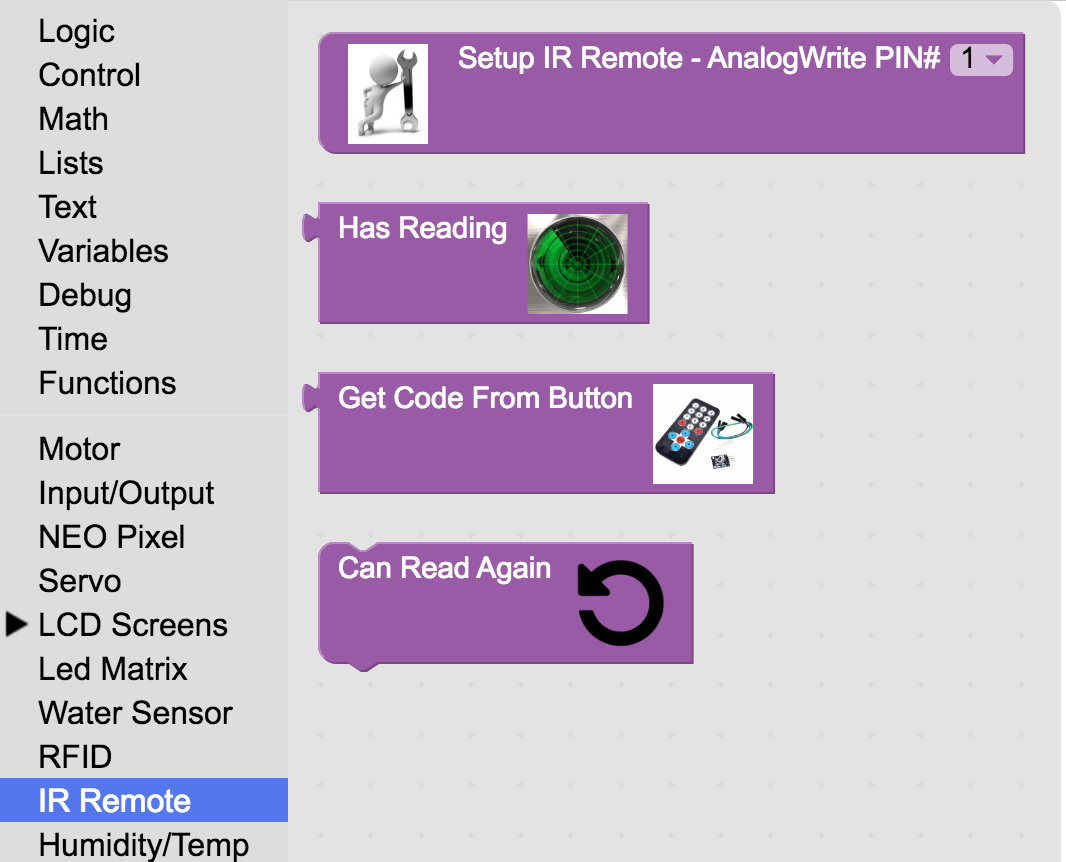 Logic
Control
Math
Lists
Text
Variables
Debug
Time
Functions
Motor
Input/Output
NEO Pixel
Servo
LCD Screens
Led Matrix
Water Sensor
RFID
IR Remote
Humidity/Temp
Setup IR Remote - AnalogWrite PIN# 1
Has Reading
Get Code From Button
Can Read Again